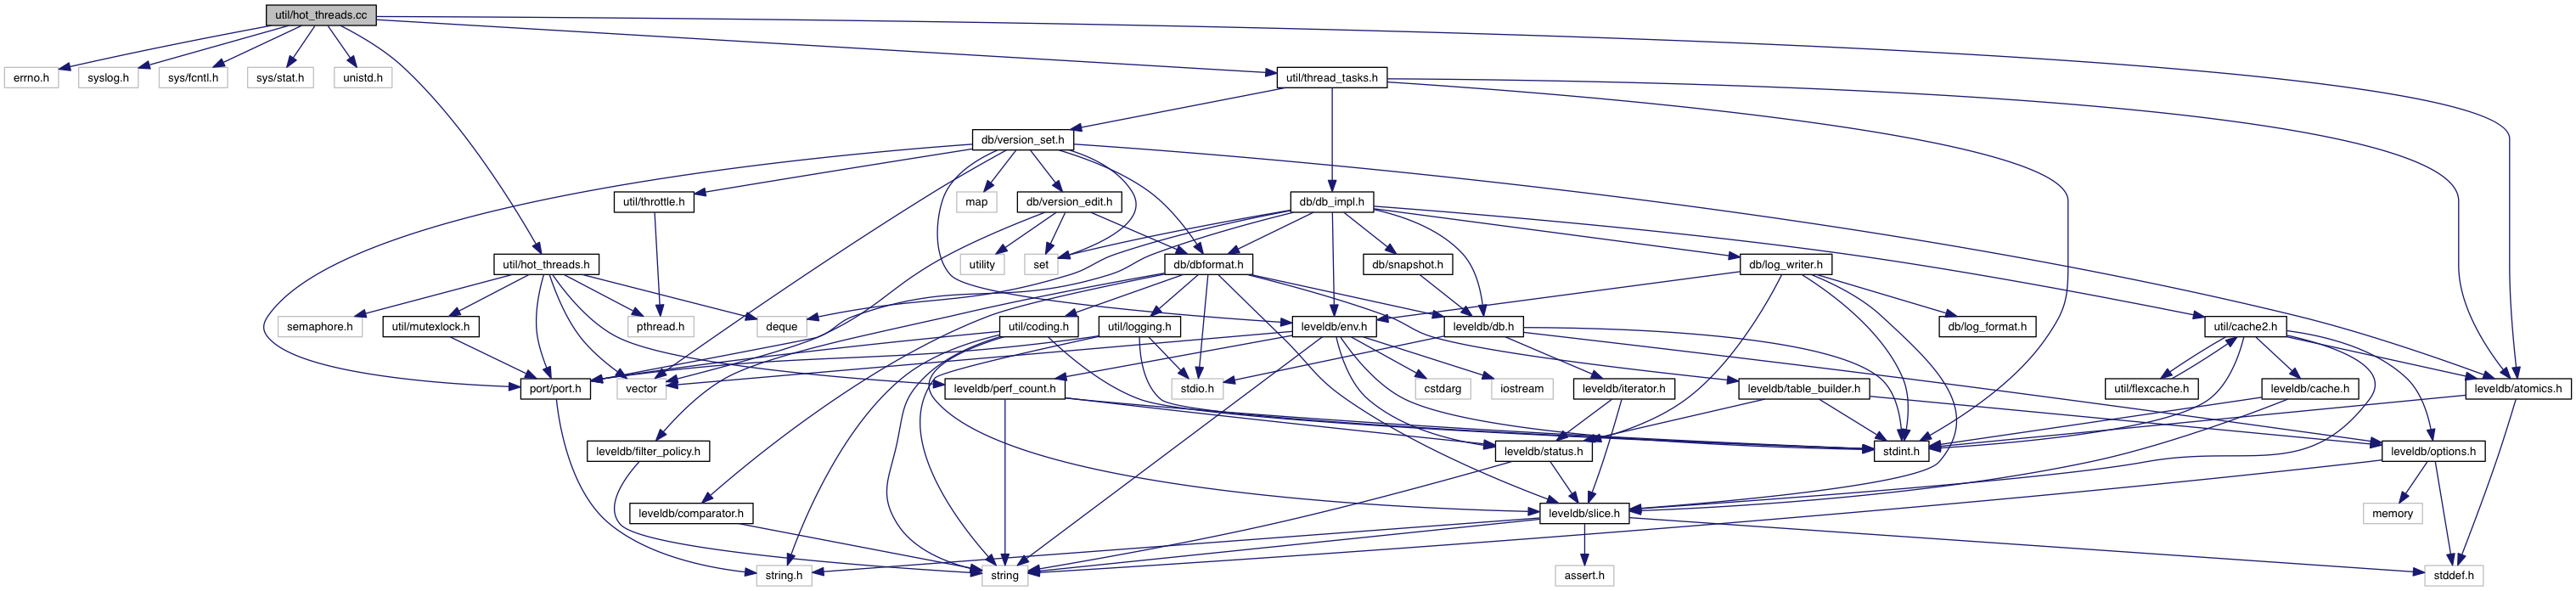 util/hot_threads.cc
errno.h
syslog.h
sys/fcntl.h
sys/stat.h
unistd.h
util/thread_tasks.h
db/version_set.h
util/throttle.h
map
db/version_edit.h
db/db_impl.h
util/hot_threads.h
utility
set
db/dbformat.h
db/snapshot.h
db/log_writer.h
semaphore.h
util/mutexlock.h
pthread.h
deque
util/coding.h
util/logging.h
leveldb/env.h
leveldb/db.h
db/log_format.h
util/cache2.h
port/port.h
vector
leveldb/perf_count.h
stdio.h
cstdarg
iostream
leveldb/iterator.h
leveldb/table_builder.h
util/flexcache.h
leveldb/cache.h
leveldb/atomics.h
leveldb/filter_policy.h
leveldb/status.h
stdint.h
leveldb/options.h
leveldb/comparator.h
leveldb/slice.h
memory
string.h
string
assert.h
stddef.h